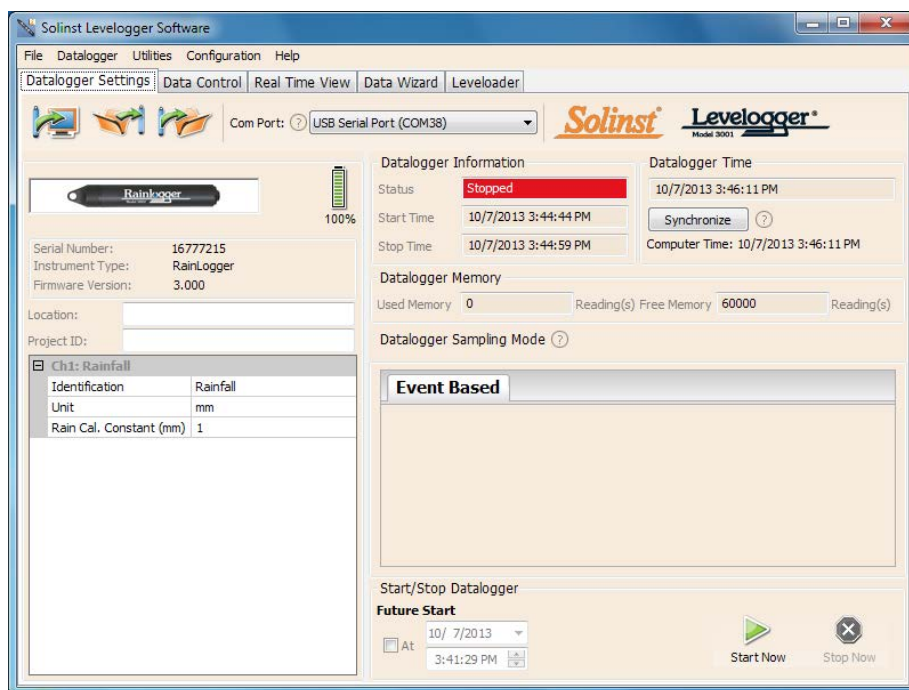 Solinst Levelogger Software
File Datalogger Utilities Configuration Help
Datalogger Settings Data Control Real Time View Data Wizard Leveloader
Com Port: ? USB Serial Port (COM38)
Solinst
Levelogger®
Model 3001
Rainlogger
100%
Serial Number: 16777215
Instrument Type: RainLogger
Firmware Version: 3.000
Location:
Project ID:
Ch1: Rainfall
Identification Rainfall
Unit mm
Rain Cal. Constant (mm) 1
Datalogger Information
Status Stopped
Start Time 10/7/2013 3:44:44 PM
Stop Time 10/7/2013 3:44:59 PM
Datalogger Time
10/7/2013 3:46:11 PM
Synchronize ?
Computer Time: 10/7/2013 3:46:11 PM
Datalogger Memory
Used Memory 0 Reading(s) Free Memory 60000 Reading(s)
Datalogger Sampling Mode ?
Event Based
Start/Stop Datalogger
Future Start
At 10/ 7/2013
3:41:29 PM
Start Now Stop Now